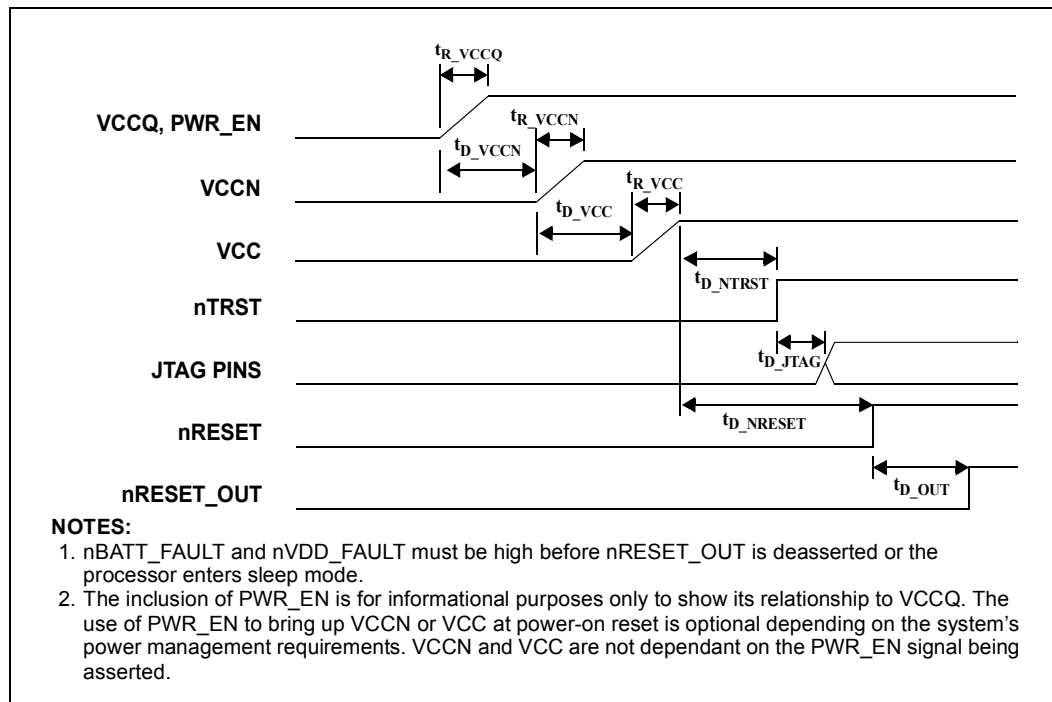 tR_VCCQ
VCCQ, PWR_EN
tR_VCCN
tD_VCCN
VCCN
tR_VCC
tD_VCC
VCC
tD_NTRST
nTRST
tD_JTAG
JTAG PINS
tD_NRESET
nRESET
tD_OUT
nRESET_OUT
NOTES:
1. nBATT_FAULT and nVDD_FAULT must be high before nRESET_OUT is deasserted or the
processor enters sleep mode.
2. The inclusion of PWR_EN is for informational purposes only to show its relationship to VCCQ. The
use of PWR_EN to bring up VCCN or VCC at power-on reset is optional depending on the system's
power management requirements. VCCN and VCC are not dependant on the PWR_EN signal being
asserted.